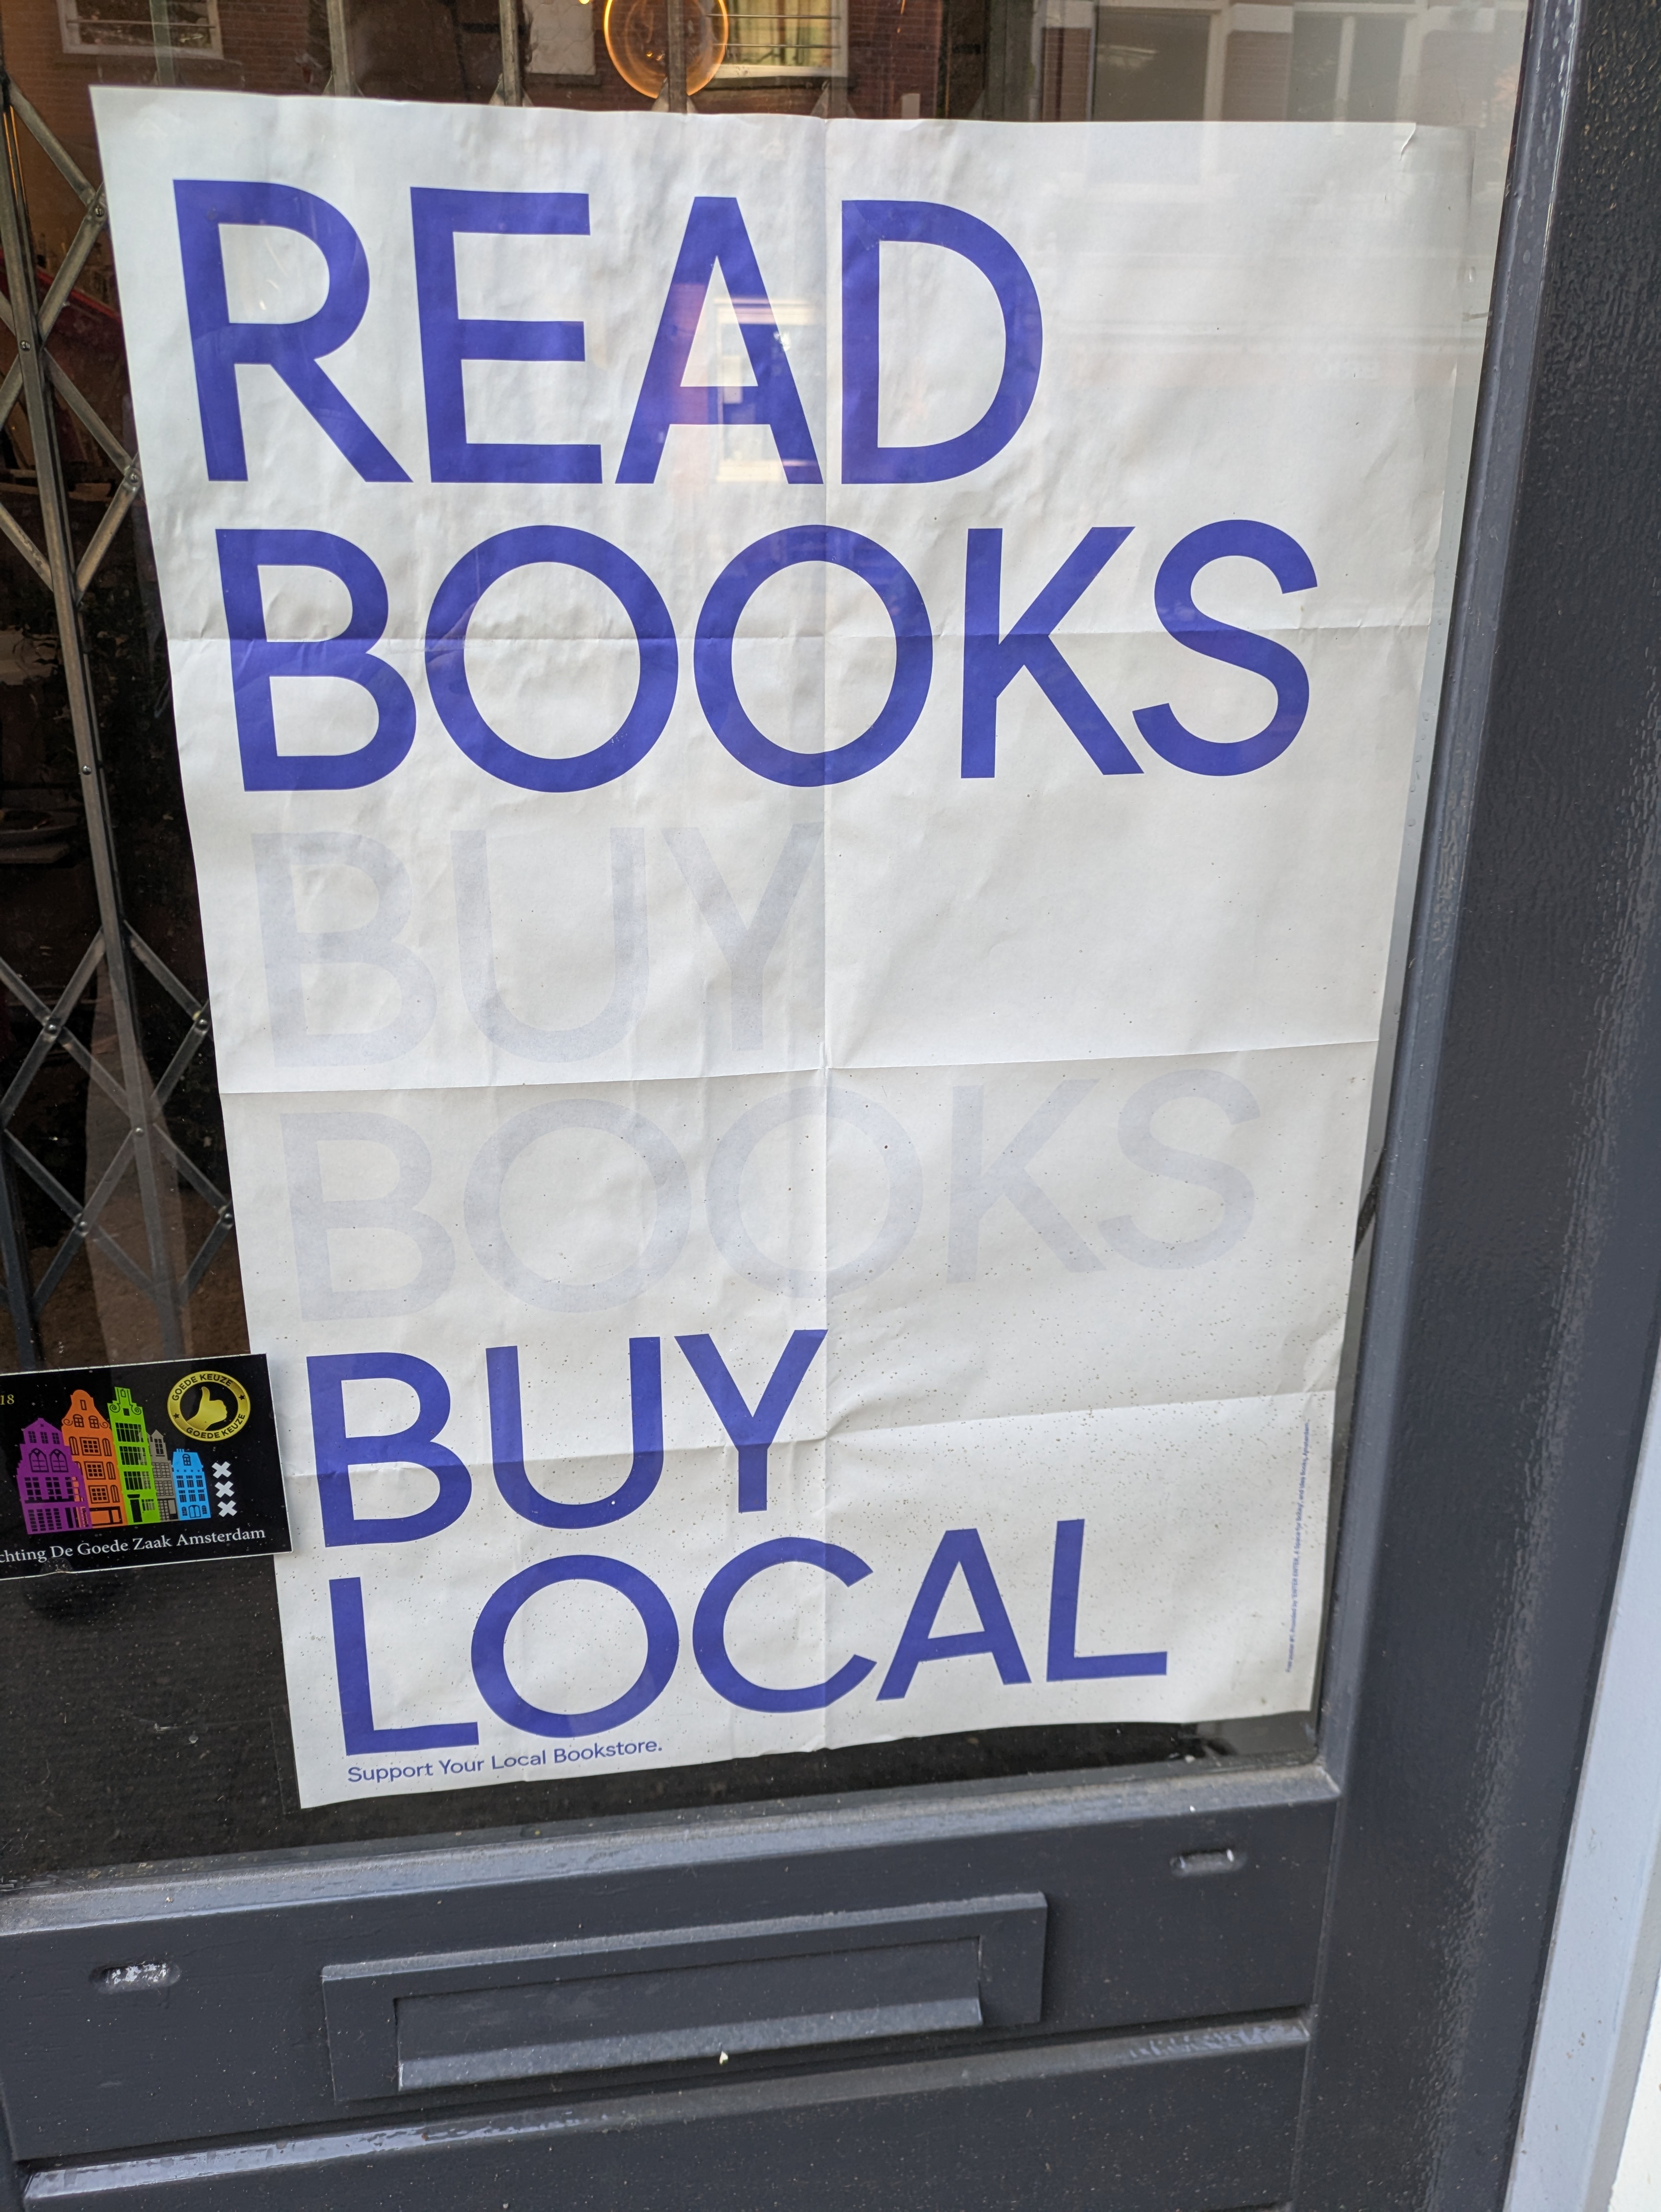 READ
BOOKS
BUY
BOOKS
BUY
LOCAL
Support Your Local Bookstore.
18
GOEDE KEUZE
GOEDE KEUZE
chting De Goede Zaak Amsterdam